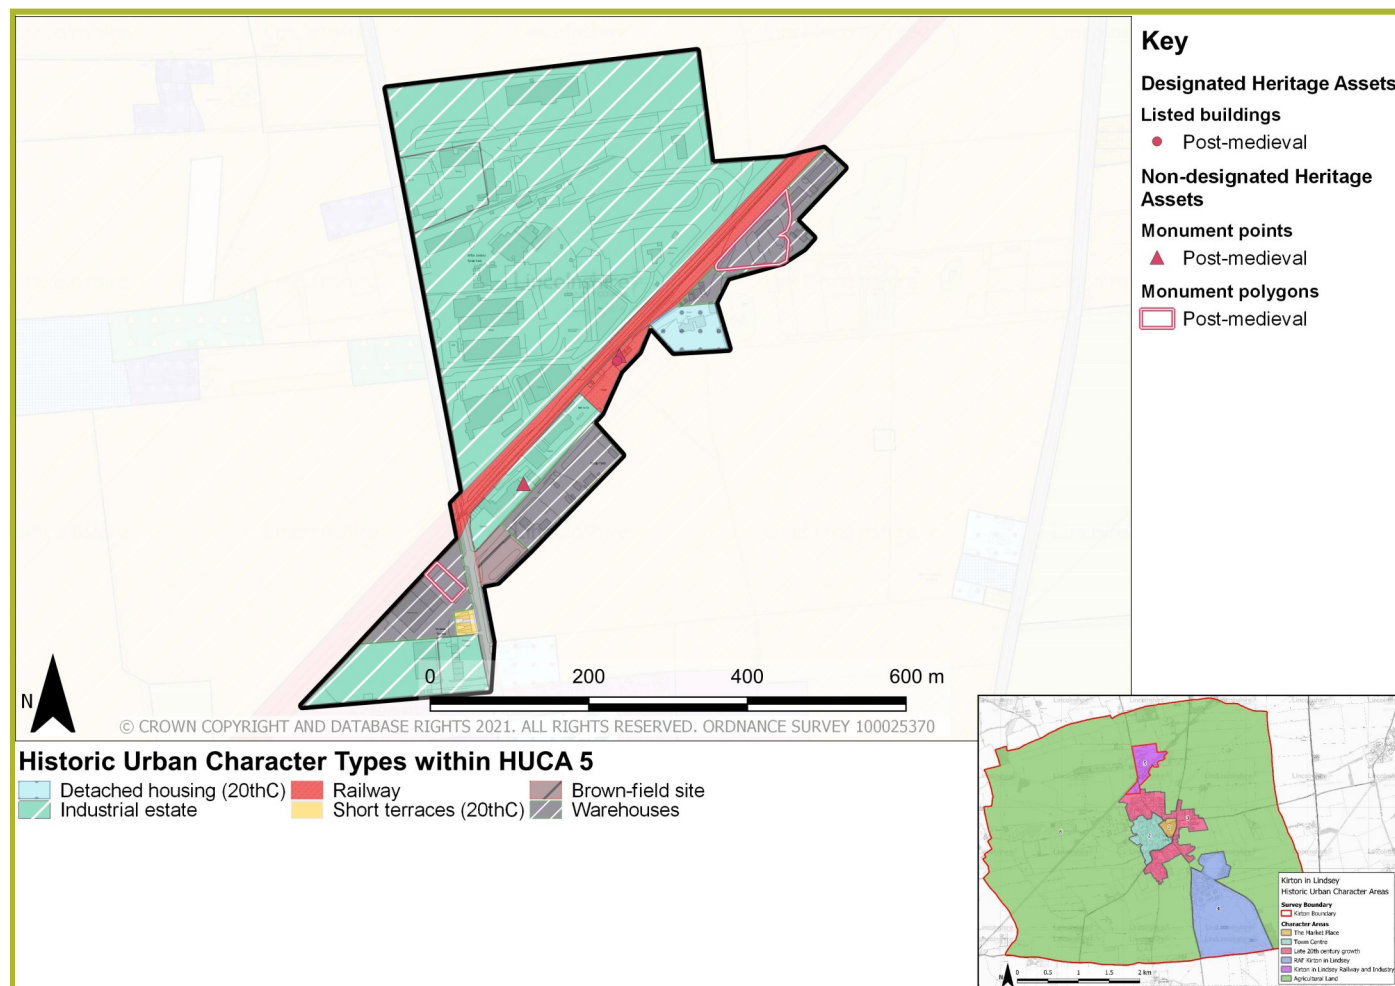 Key
Designated Heritage Assets
Listed buildings
Post-medieval
Non-designated Heritage
Assets
Monument points
Post-medieval
Monument polygons
Post-medieval
N
0 200 400 600 m
© CROWN COPYRIGHT AND DATABASE RIGHTS 2021. ALL RIGHTS RESERVED. ORDNANCE SURVEY 100025370
Historic Urban Character Types within HUCA 5
Detached housing (20thC)
Railway
Brown-field site
Industrial estate
Short terraces (20thC)
Warehouses
Kirton in Lindsey
Historic Urban Character Areas
Survey Boundary
Kirton Boundary
Character Areas
The Market Place
Town Centre
Late 20th century growth
RAF Kirton in Lindsey
Kirton in Lindsey Railway and Industry
Agricultural Land
N
0 0.5 1 1.5 2 km